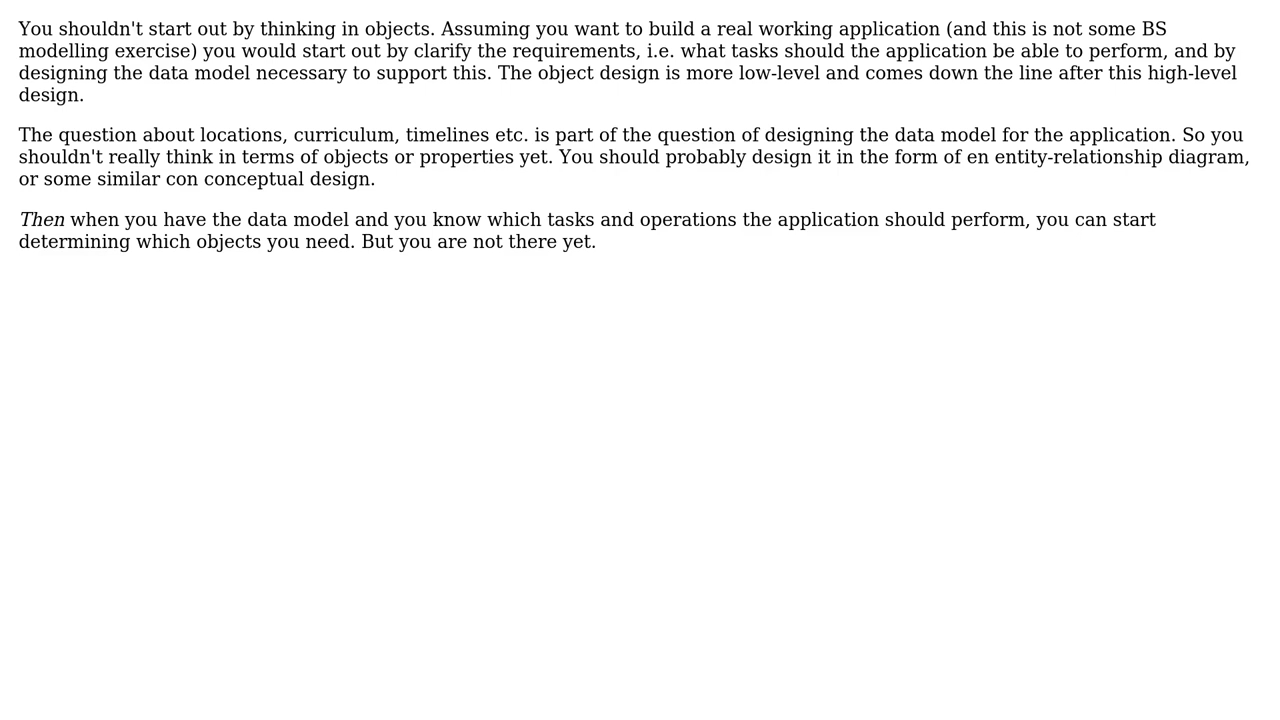 You shouldn't start out by thinking in objects. Assuming you want to build a real working application (and this is not some BS
modelling exercise) you would start out by clarify the requirements, i.e. what tasks should the application be able to perform, and by
designing the data model necessary to support this. The object design is more low-level and comes down the line after this high-level
design.
The question about locations, curriculum, timelines etc. is part of the question of designing the data model for the application. So you
shouldn't really think in terms of objects or properties yet. You should probably design it in the form of en entity-relationship diagram,
or some similar con conceptual design.
Then when you have the data model and you know which tasks and operations the application should perform, you can start
determining which objects you need. But you are not there yet.